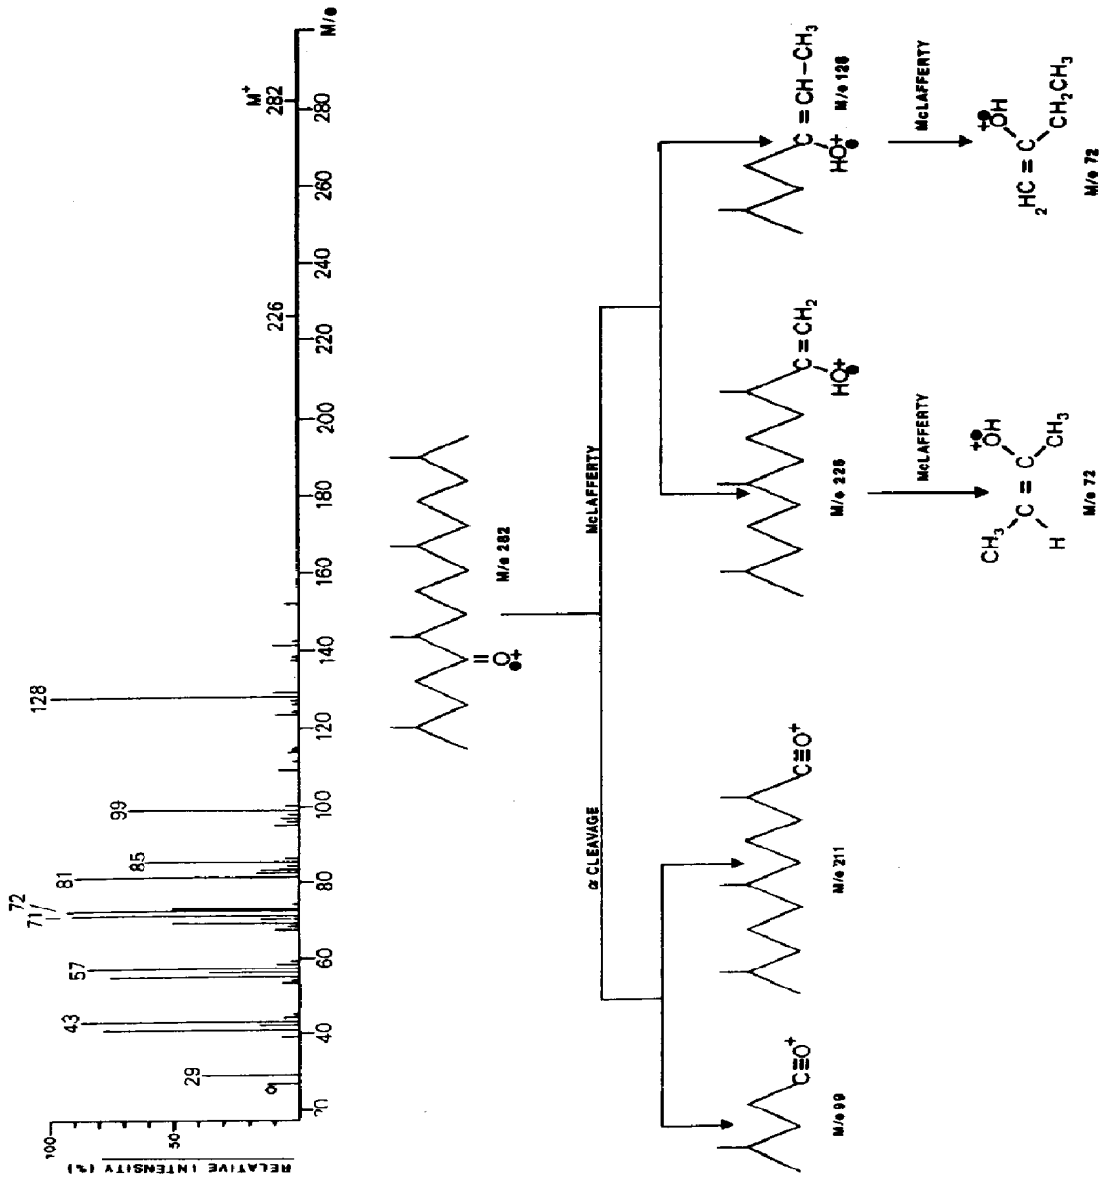 RELATIVE INTENSITY (%)
100
50
20
40
60
80
100
120
140
160
180
200
220
240
260
280
M/e
29
43
57
71
72
81
85
99
128
226
282
M⁺
O
M/e 282
α CLEAVAGE
McLAFFERTY
C≡O⁺
M/e 99
C≡O⁺
M/e 211
C=CH₂
HO⁺
M/e 226
C=CH-CH₃
HO⁺
M/e 128
McLAFFERTY
McLAFFERTY
CH₃
OH
C=C
H
CH₃
M/e 72
OH
H₂C=C
CH₂CH₃
M/e 72